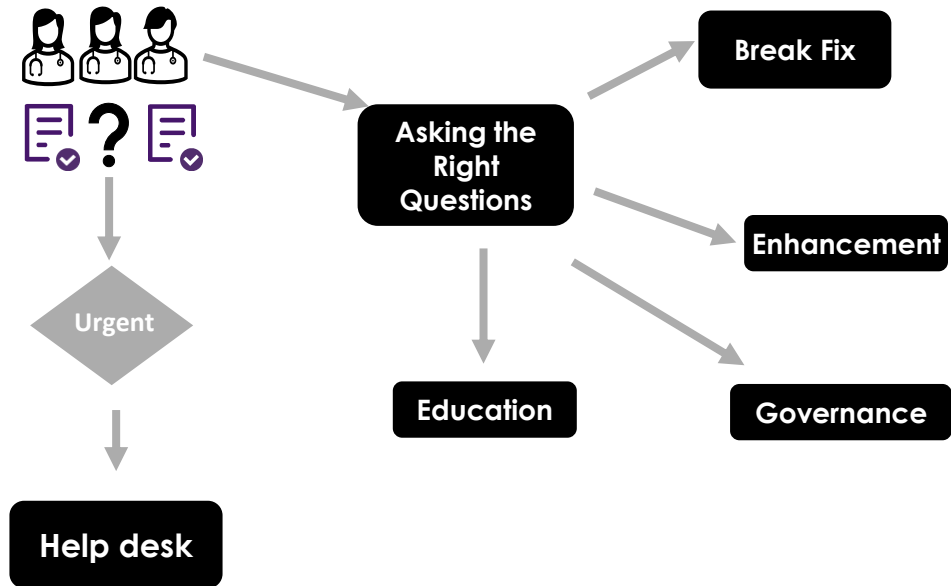 Break Fix
Asking the
Right
Questions
?
Enhancement
Urgent
Education
Governance
Help desk